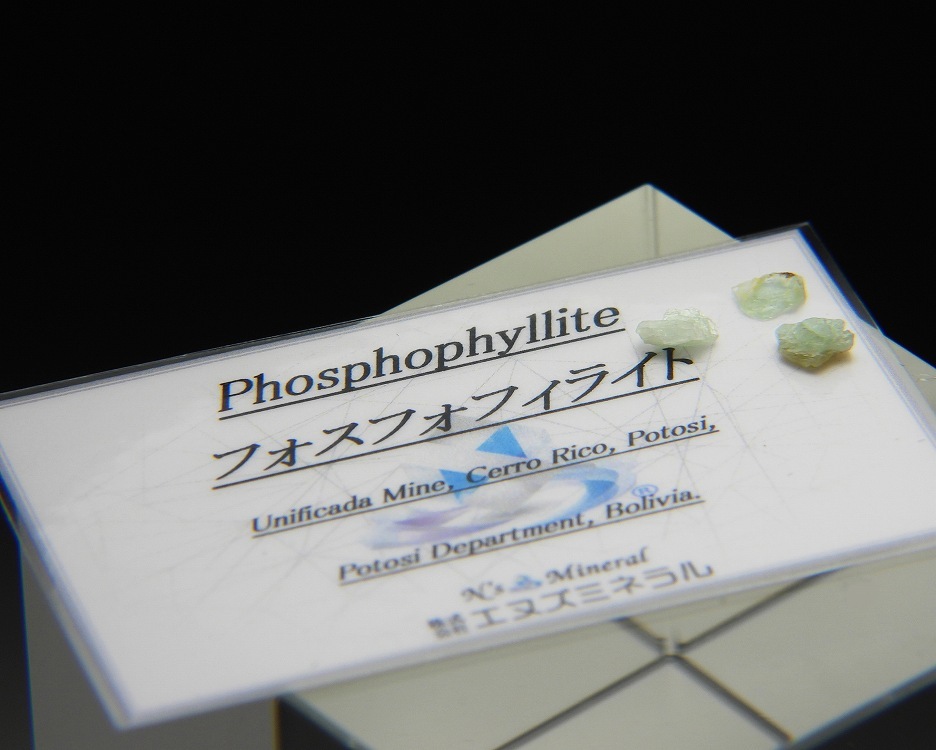 Phosphophyllite
フォスフォフィライト
Unificada Mine, Cerro Rico, Potosi,
Potosi Department, Bolivia.
®
N's Mineral
株式会社 エヌズミネラル